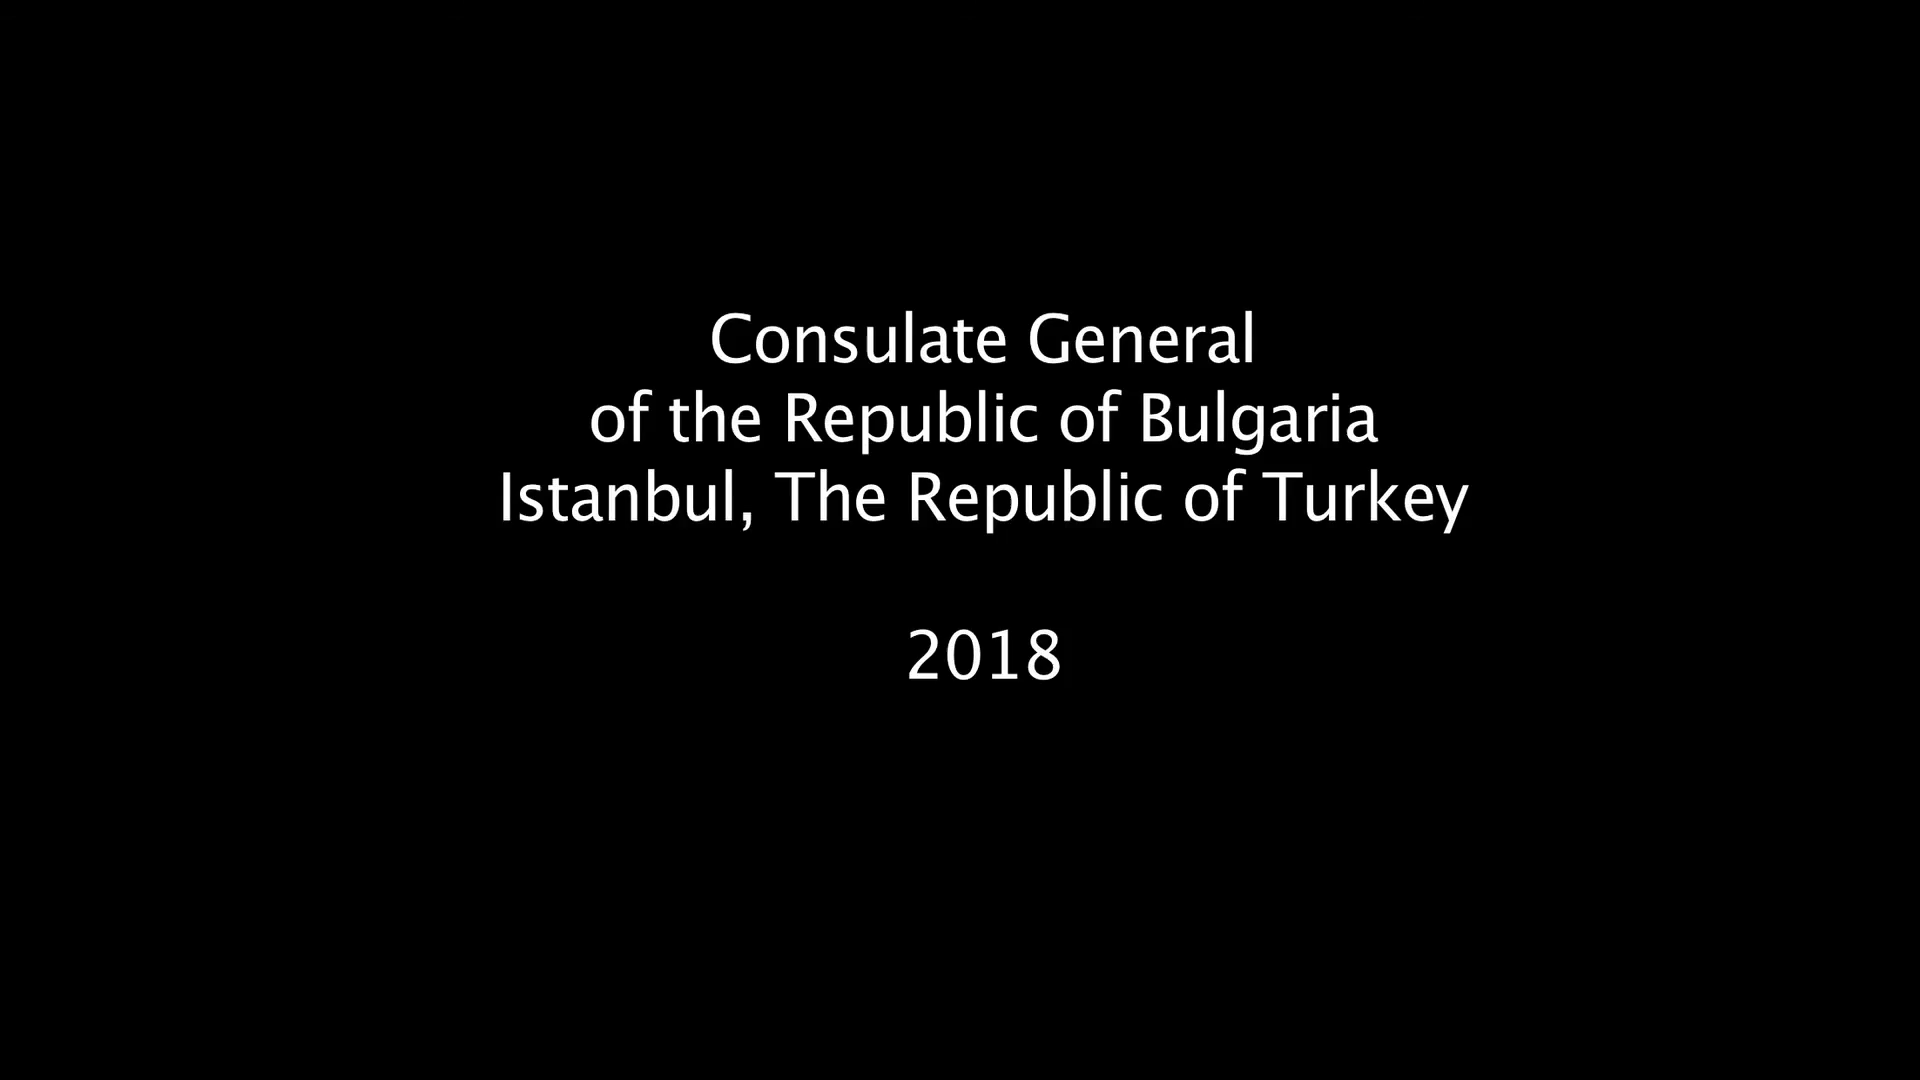 Consulate General
of the Republic of Bulgaria
Istanbul, The Republic of Turkey
2018